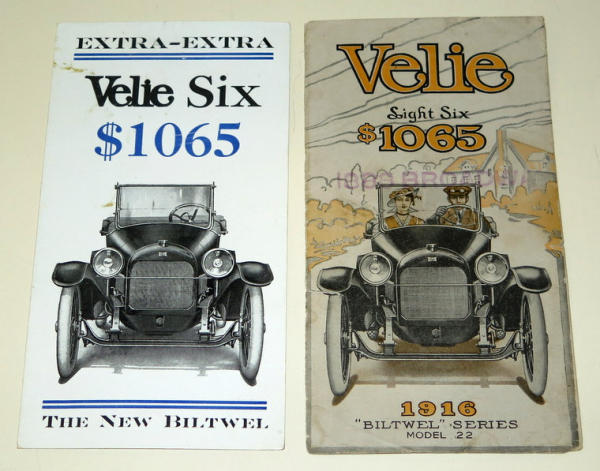 EXTRA-EXTRA
Velie Six
$1065
THE NEW BILTWEL
Velie
Light Six
$1065
1916
"BILTWEL" SERIES
MODEL 22